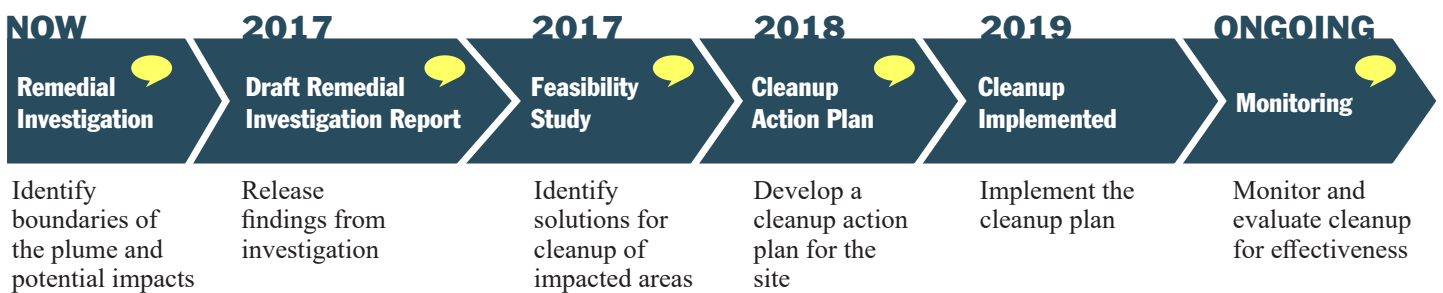 NOW
Remedial
Investigation
Identify
boundaries of
the plume and
potential impacts
2017
Draft Remedial
Investigation Report
Release
findings from
investigation
2017
Feasibility
Study
Identify
solutions for
cleanup of
impacted areas
2018
Cleanup
Action Plan
Develop a
cleanup action
plan for the
site
2019
Cleanup
Implemented
Implement the
cleanup plan
ONGOING
Monitoring
Monitor and
evaluate cleanup
for effectiveness